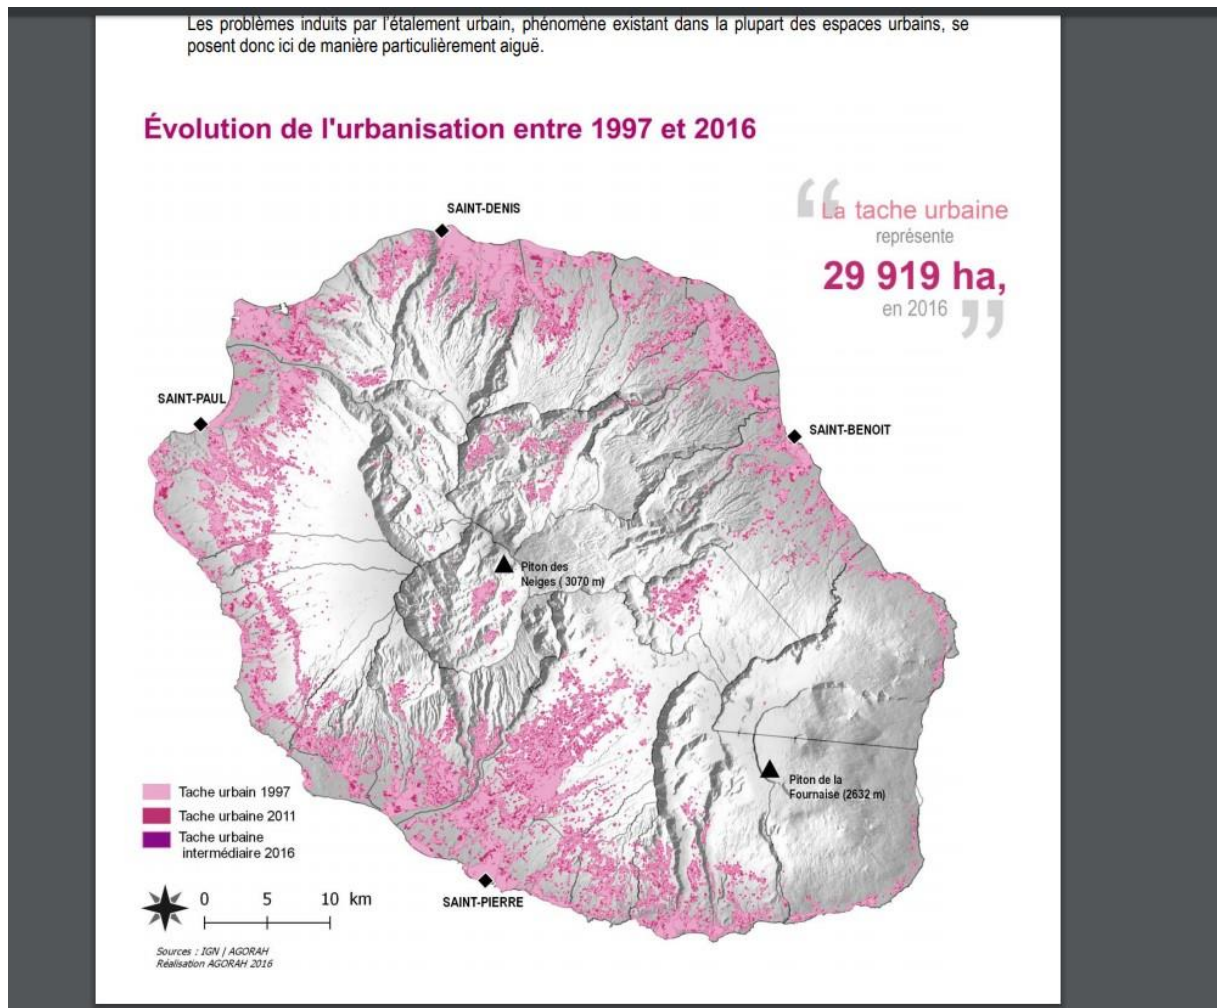 Les problèmes induits par l'étalement urbain, phénomène existant dans la plupart des espaces urbains, se
posent donc ici de manière particulièrement aiguë.
Évolution de l'urbanisation entre 1997 et 2016
“
La tache urbaine
représente
29 919 ha,
en 2016
”
SAINT-DENIS
SAINT-PAUL
SAINT-BENOIT
Piton des
Neiges ( 3070 m)
Piton de la
Fournaise (2632 m)
Tache urbain 1997
Tache urbaine 2011
Tache urbaine
intermédiaire 2016
0 5 10 km
SAINT-PIERRE
Sources : IGN | AGORAH
Réalisation AGORAH 2016